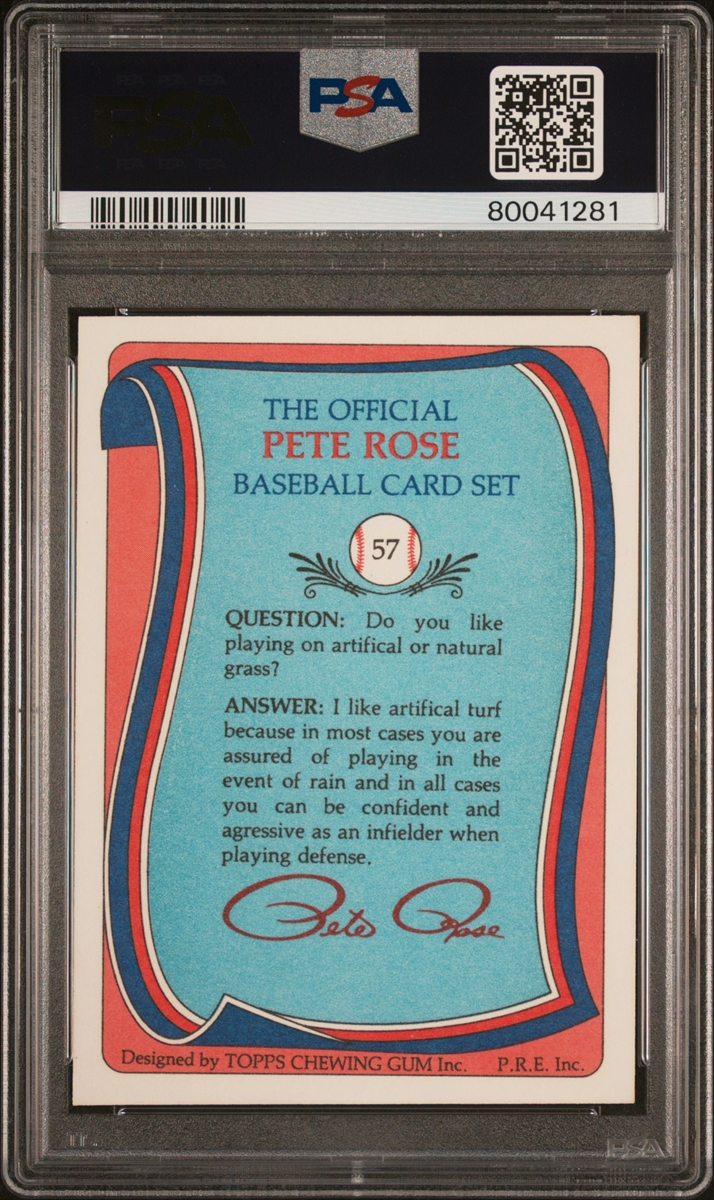 PSA
80041281
THE OFFICIAL
PETE ROSE
BASEBALL CARD SET
57
QUESTION: Do you like
playing on artifical or natural
grass?
ANSWER: I like artifical turf
because in most cases you are
assured of playing in the
event of rain and in all cases
you can be confident and
agressive as an infielder when
playing defense.
Pete Rose
Designed by TOPPS CHEWING GUM Inc. P.R.E. Inc.
PSA